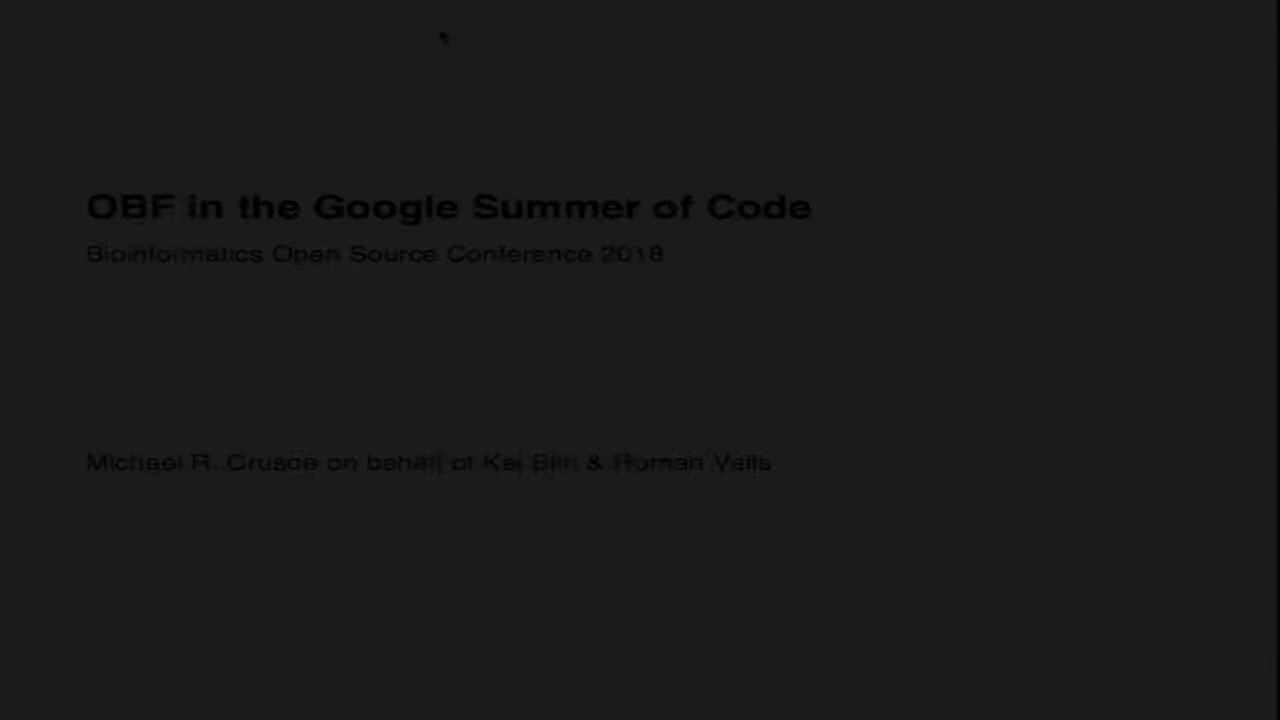 OBF in the Google Summer of Code
Bioinformatics Open Source Conference 2018
Michael R. Crusoe on behalf of Kai Blin & Roman Valls